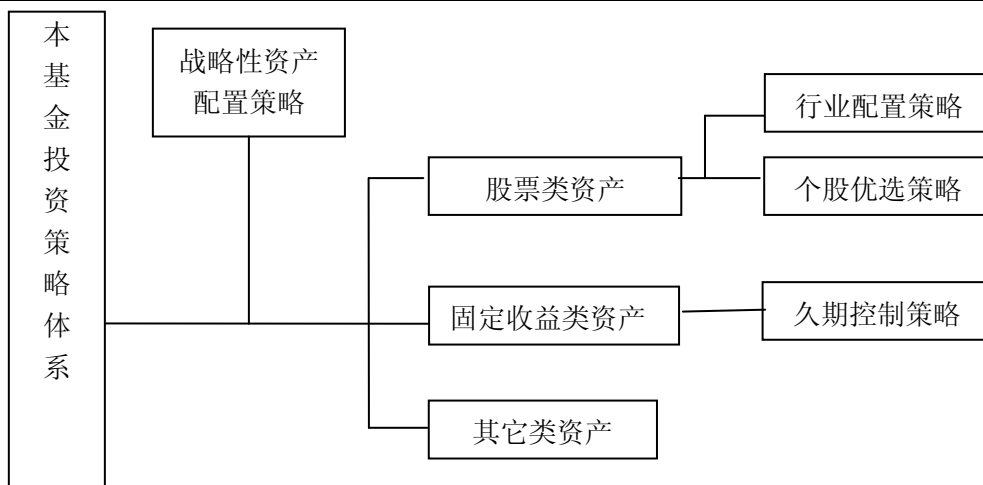 本
基
金
投
资
策
略
体
系
战略性资产
配置策略
行业配置策略
股票类资产
个股优选策略
固定收益类资产
久期控制策略
其它类资产